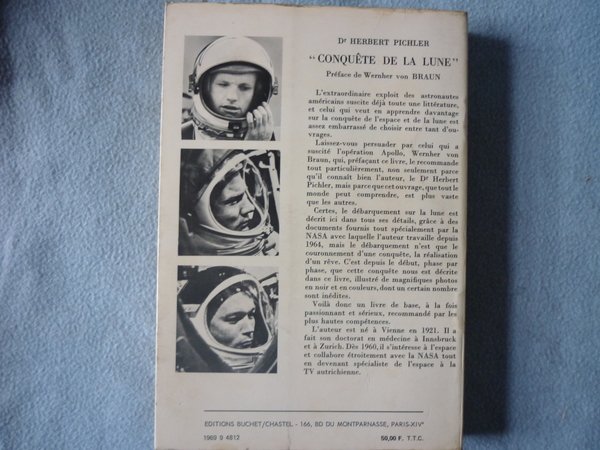 Dr HERBERT PICHLER
"CONQUÊTE DE LA LUNE"
Préface de Wernher von BRAUN
L'extraordinaire exploit des astronautes
américains suscite déjà toute une littérature,
et celui qui veut en apprendre davantage
sur la conquête de l'espace et de la lune est
assez embarrassé de choisir entre tant d'ou-
vrages.
Laissez-vous persuader par celui qui a
suscité l'opération Apollo, Wernher von
Braun, qui, préfaçant ce livre, le recommande
tout particulièrement, non seulement parce
qu'il connaît bien l'auteur, le Dr Herbert
Pichler, mais parce que cet ouvrage, que tout le
monde peut comprendre, est plus vaste
que les autres.
Certes, le débarquement sur la lune est
décrit ici dans tous ses détails, grâce à des
documents fournis tout spécialement par la
NASA avec laquelle l'auteur travaille depuis
1964, mais le débarquement n'est que le
couronnement d'une conquête, la réalisation
d'un rêve. C'est depuis le début, phase par
phase, que cette conquête nous est décrite
dans ce livre, illustré de magnifiques photos
en noir et en couleurs, dont un certain nombre
sont inédites.
Voilà donc un livre de base, à la fois
passionnant et sérieux, recommandé par les
plus hautes compétences.
L'auteur est né à Vienne en 1921. Il a
fait son doctorat en médecine à Innsbruck
et à Zurich. Dès 1960, il s'intéresse à l'espace
et collabore étroitement avec la NASA tout
en devenant spécialiste de l'espace à la
TV autrichienne.
EDITIONS BUCHET/CHASTEL - 166, BD DU MONTPARNASSE, PARIS-XIVe
1969 9 4612 50,00 F. T.T.C.